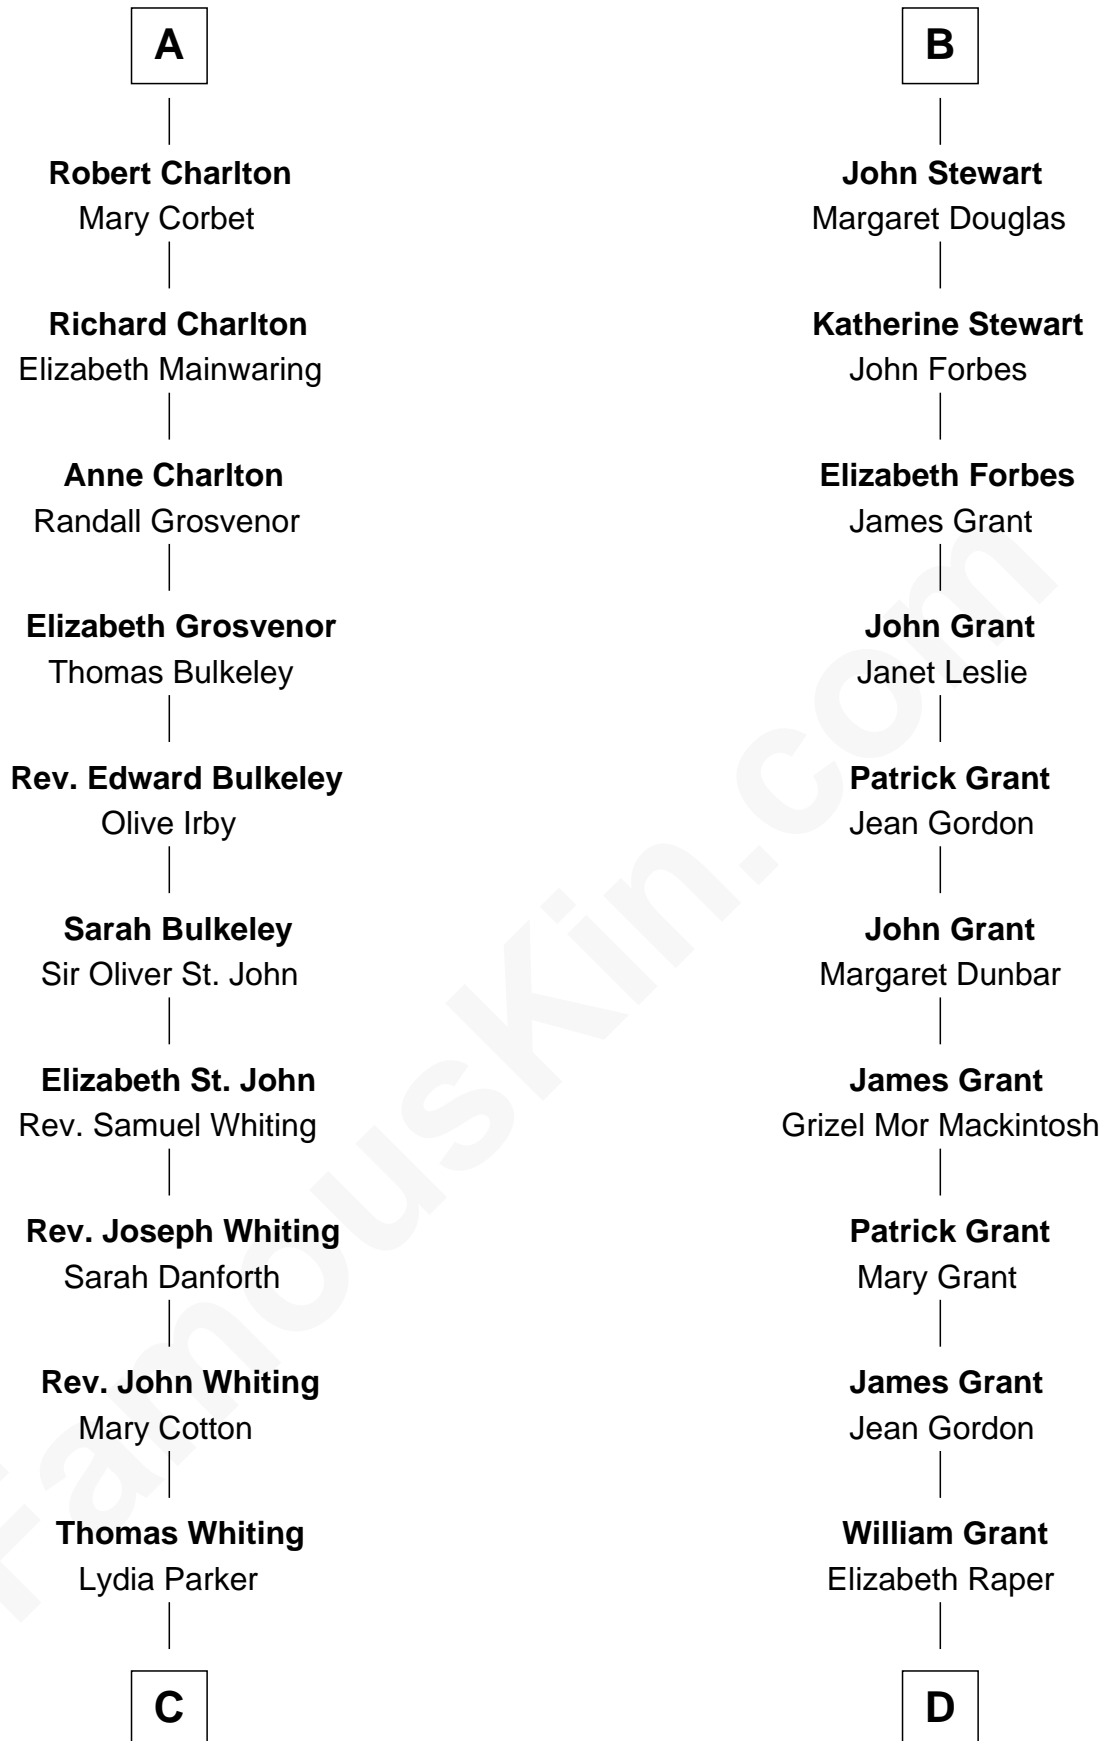 A
Robert Charlton
Mary Corbet
Richard Charlton
Elizabeth Mainwaring
Anne Charlton
Randall Grosvenor
Elizabeth Grosvenor
Thomas Bulkeley
Rev. Edward Bulkeley
Olive Irby
Sarah Bulkeley
Sir Oliver St. John
Elizabeth St. John
Rev. Samuel Whiting
Rev. Joseph Whiting
Sarah Danforth
Rev. John Whiting
Mary Cotton
Thomas Whiting
Lydia Parker
C
B
John Stewart
Margaret Douglas
Katherine Stewart
John Forbes
Elizabeth Forbes
James Grant
John Grant
Janet Leslie
Patrick Grant
Jean Gordon
John Grant
Margaret Dunbar
James Grant
Grizel Mor Mackintosh
Patrick Grant
Mary Grant
James Grant
Jean Gordon
William Grant
Elizabeth Raper
D
FamousKin.com